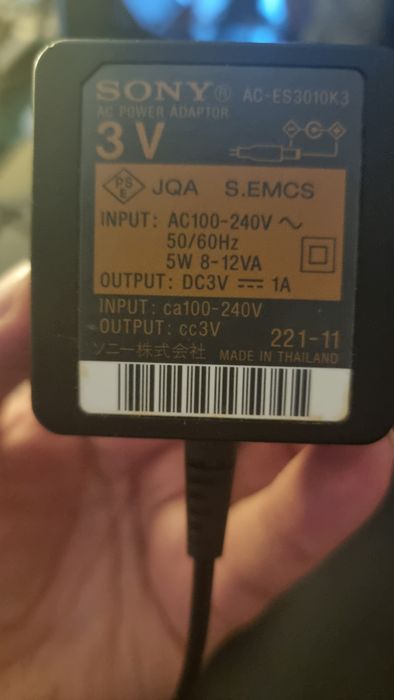 SONY® AC-ES3010K3
AC POWER ADAPTOR
3V
PS E JQA S.EMCS
INPUT: AC100-240V ~
50/60Hz
5W 8-12VA
OUTPUT: DC3V ⎓ 1A
INPUT: ca100-240V
OUTPUT: cc3V 221-11
ソニー株式会社 MADE IN THAILAND